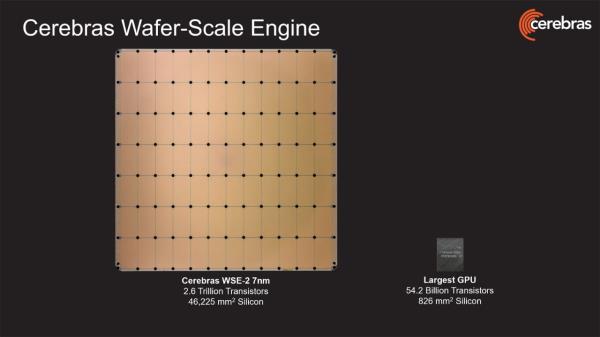 Cerebras Wafer-Scale Engine
cerebras
Cerebras WSE-2 7nm
2.6 Trillion Transistors
46,225 mm² Silicon
Largest GPU
54.2 Billion Transistors
826 mm² Silicon